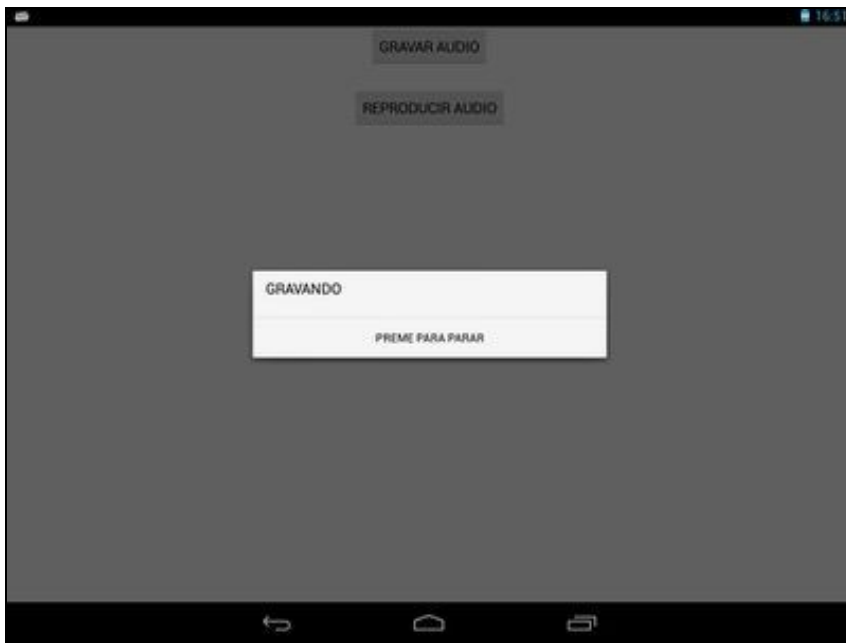 16:51
GRAVAR AUDIO
REPRODUCIR AUDIO
GRAVANDO
PREME PARA PARAR